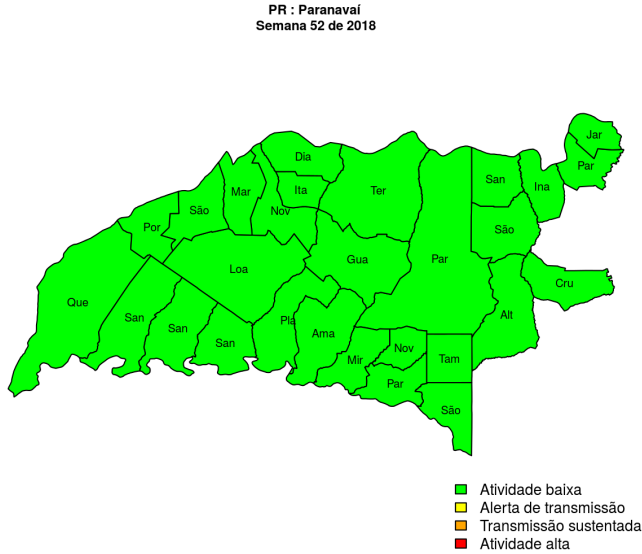 PR : Paranavaí
Semana 52 de 2018
Jar
Par
Dia
San
Ina
Mar
Ita
Ter
São
Nov
Por
São
Loa
Gua
Par
Cru
Que
San
San
San
Pla
Ama
Alt
Mir
Nov
Tam
Par
São
Atividade baixa
Alerta de transmissão
Transmissão sustentada
Atividade alta